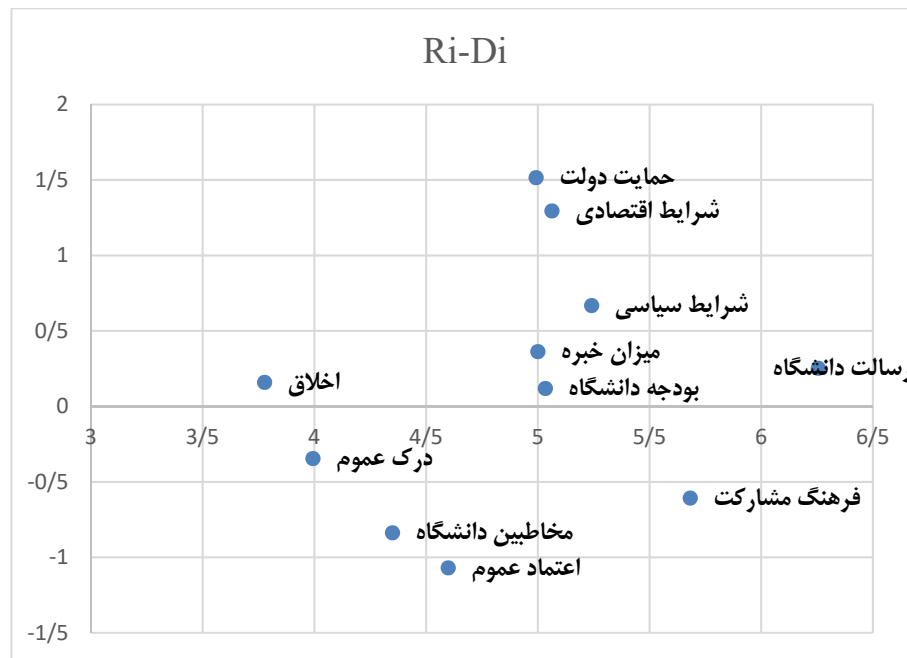 Ri-Di
2
1/5
1
0/5
0
-0/5
-1
-1/5
3
3/5
4
4/5
5
5/5
6
6/5
حمایت دولت
شرایط اقتصادی
شرایط سیاسی
میزان خبره
رسالت دانشگاه
اخلاق
بودجه دانشگاه
درک عموم
فرهنگ مشارکت
مخاطبین دانشگاه
اعتماد عموم